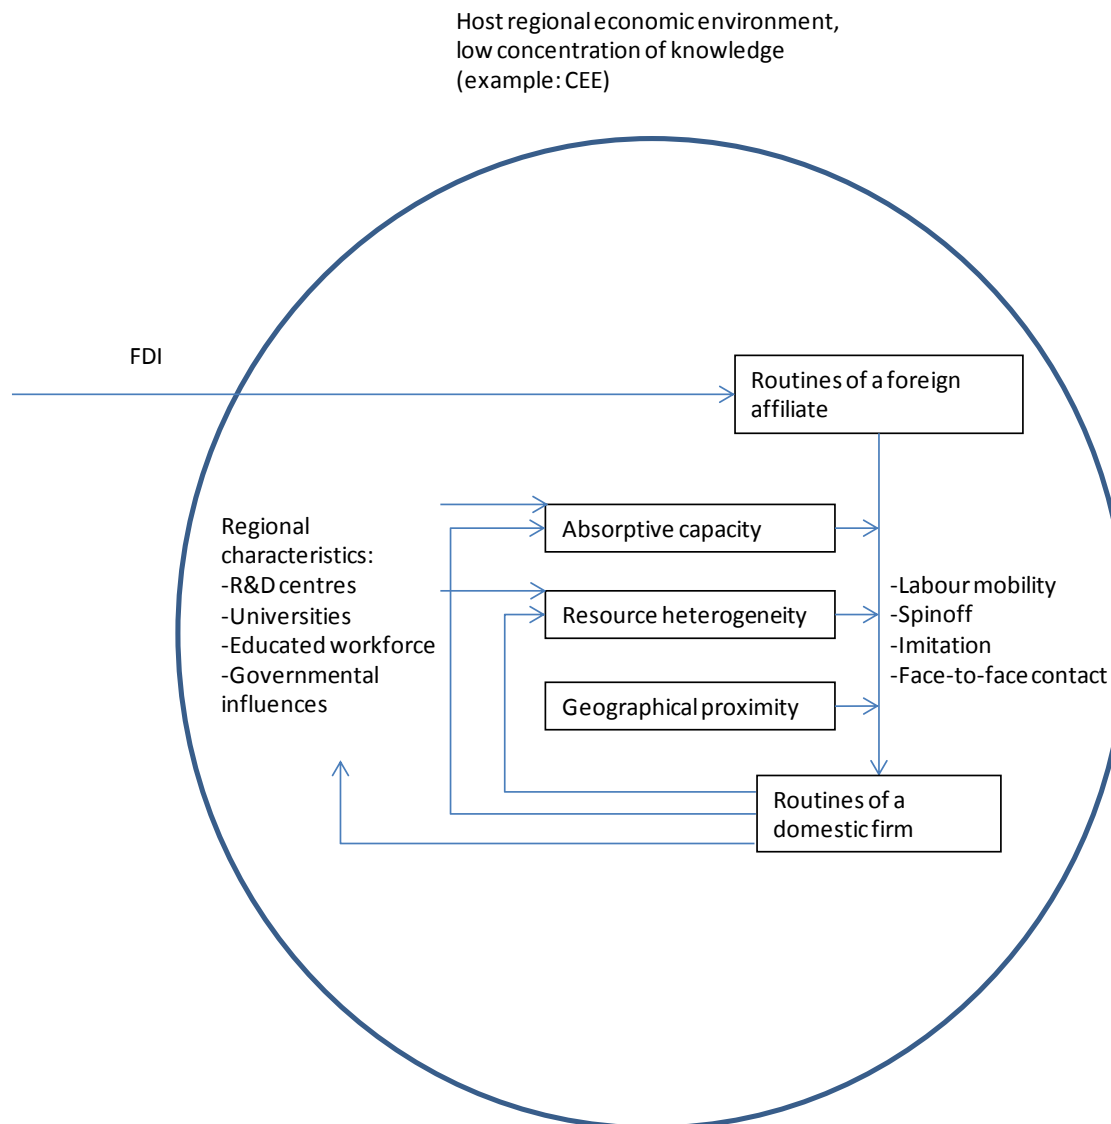 Host regional economic environment,
low concentration of knowledge
(example: CEE)
FDI
Routines of a foreign
affiliate
Regional
characteristics:
-R&D centres
-Universities
-Educated workforce
-Governmental
influences
Absorptive capacity
Resource heterogeneity
Geographical proximity
-Labour mobility
-Spinoff
-Imitation
-Face-to-face contact
Routines of a
domestic firm